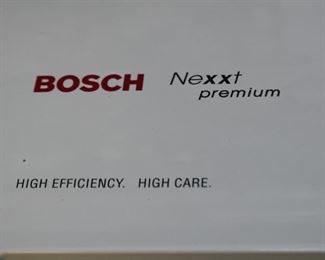 BOSCH Nexxt
premium
HIGH EFFICIENCY. HIGH CARE.